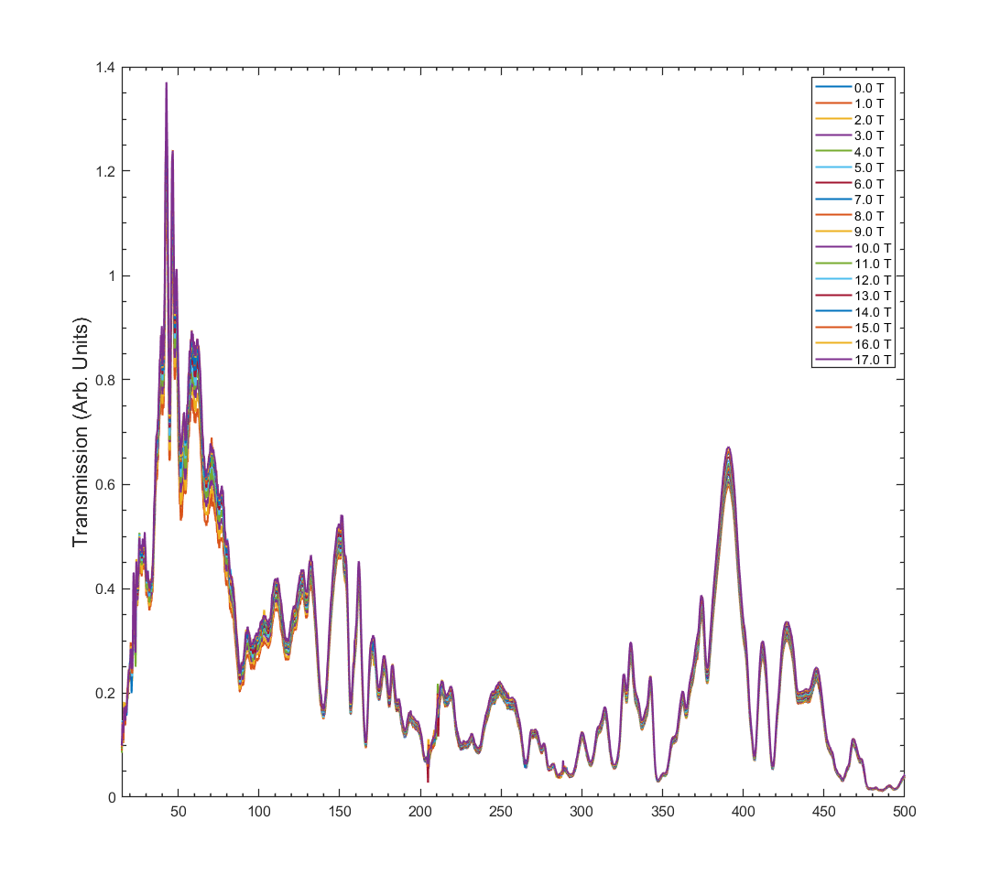 1.4
1.2
1
0.8
0.6
0.4
0.2
0
Transmission (Arb. Units)
50 100 150 200 250 300 350 400 450 500
0.0 T
1.0 T
2.0 T
3.0 T
4.0 T
5.0 T
6.0 T
7.0 T
8.0 T
9.0 T
10.0 T
11.0 T
12.0 T
13.0 T
14.0 T
15.0 T
16.0 T
17.0 T